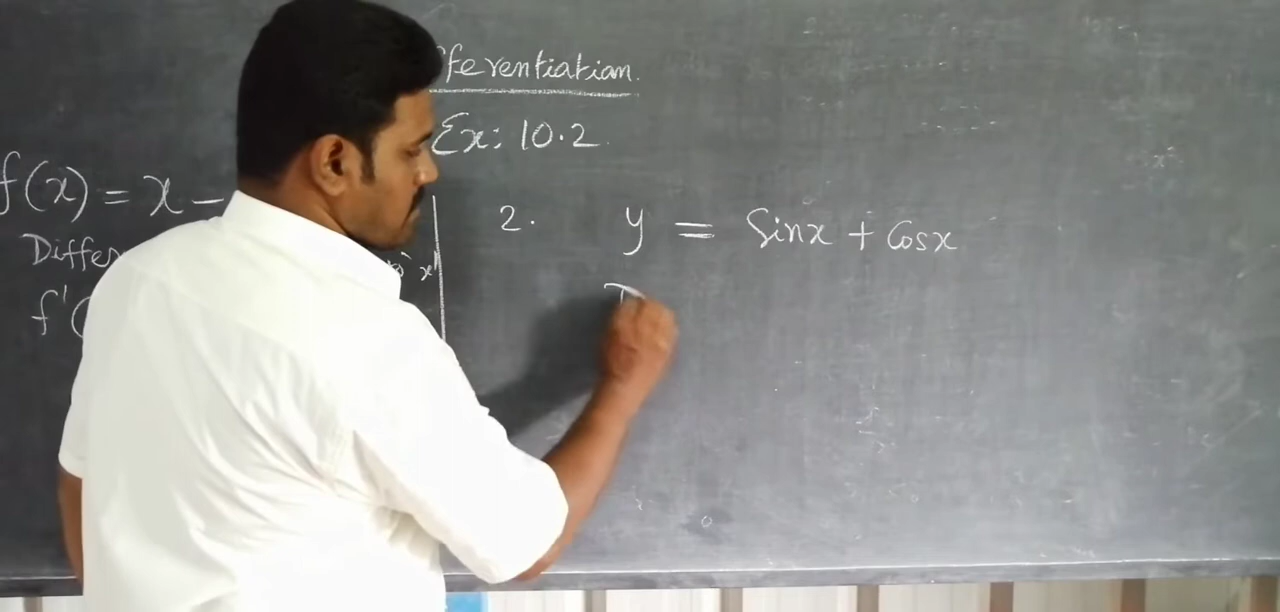 fferentiation.
Ex: 10.2
f(x) = x -
Differ
f'(
2. y = Sinx + Cosx